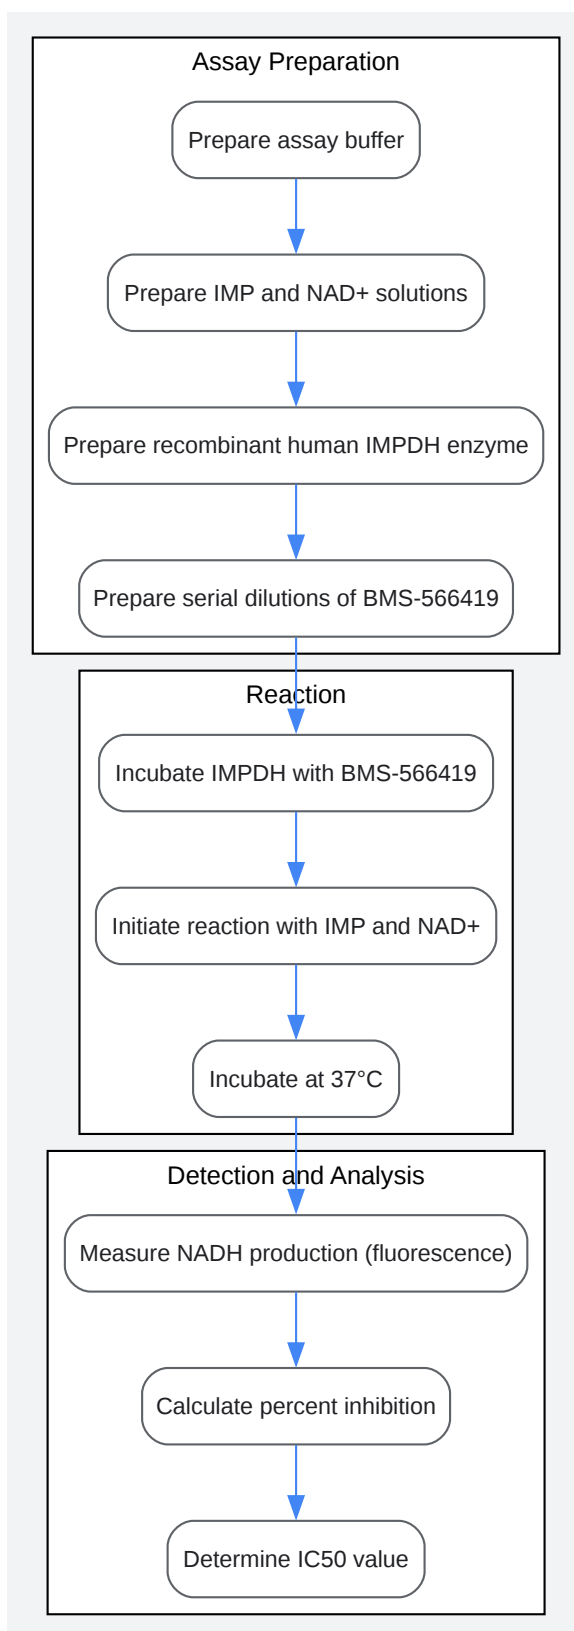 Assay Preparation
Prepare assay buffer
Prepare IMP and NAD+ solutions
Prepare recombinant human IMPDH enzyme
Prepare serial dilutions of BMS-566419
Reaction
Incubate IMPDH with BMS-566419
Initiate reaction with IMP and NAD+
Incubate at 37°C
Detection and Analysis
Measure NADH production (fluorescence)
Calculate percent inhibition
Determine IC50 value